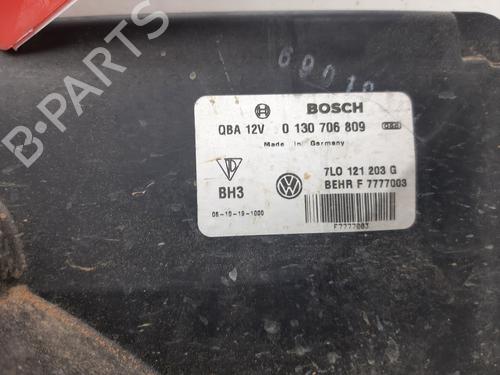 69010
BOSCH
QBA 12V 0 130 706 809
Made in Germany
7L0 121 203 G
BH3
BEHR F 7777003
06-10-19-1000
F7777003
B-PARTS